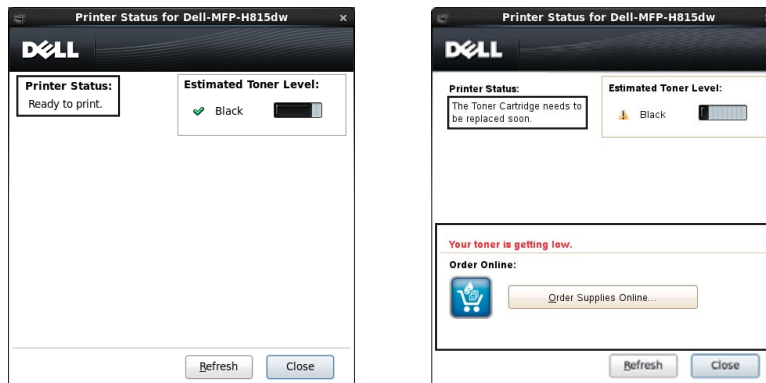 Printer Status for Dell-MFP-H815dw
DELL
Printer Status:
Ready to print.
Estimated Toner Level:
Black
Refresh
Close
Printer Status for Dell-MFP-H815dw
DELL
Printer Status:
The Toner Cartridge needs to
be replaced soon.
Estimated Toner Level:
Black
Your toner is getting low.
Order Online:
Order Supplies Online...
Refresh
Close